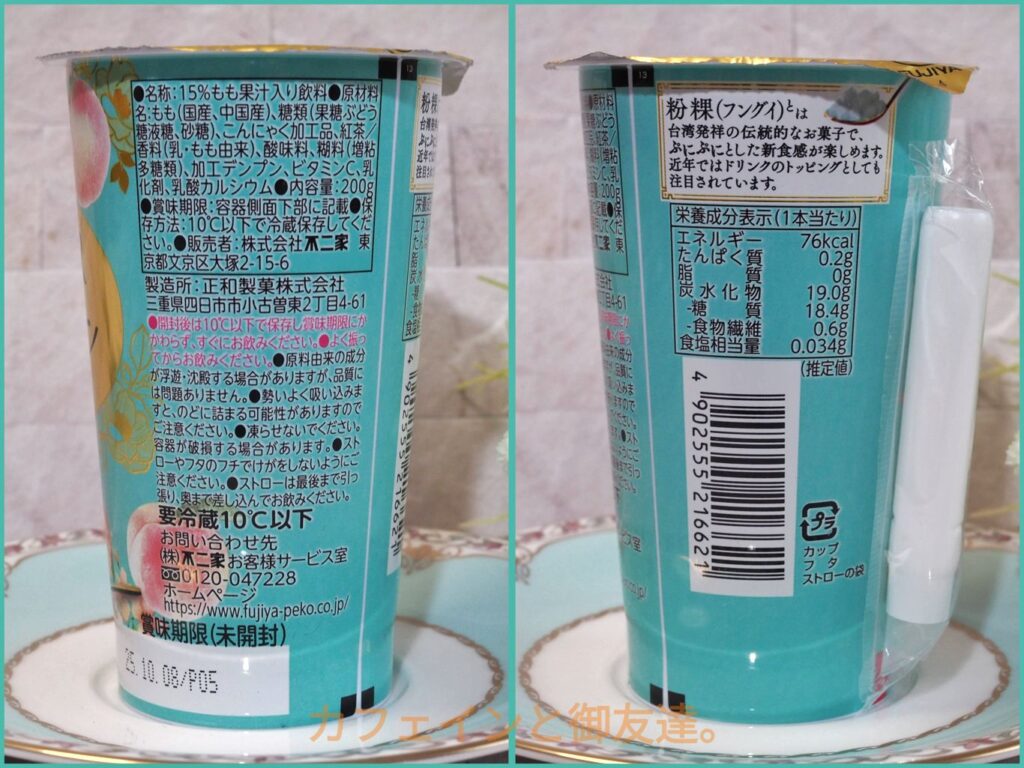 ●名称:15%もも果汁入り飲料●原材料
名:もも(国産、中国産)、糖類(果糖ぶどう
糖液糖、砂糖)、こんにゃく加工品、紅茶/
香料(乳・もも由来)、酸味料、糊料(増粘
多糖類)、加工デンプン、ビタミンC、乳
化剤、乳酸カルシウム●内容量:200g
●賞味期限:容器側面下部に記載●保
存方法:10℃以下で冷蔵保存してくだ
さい。●販売者:株式会社不二家 東
京都文京区大塚2-15-6
製造所:正和製菓株式会社
三重県四日市市小古曽東2丁目4-61
●開封後は10℃以下で保存し賞味期限にか
かわらず、すぐにお飲みください。●よく振っ
てからお飲みください。●原料由来の成分
が浮遊・沈殿する場合がありますが、品質に
は問題ありません。●勢いよく吸い込みま
すと、のどに詰まる可能性がありますので
ご注意ください。●凍らせないでください。
容器が破損する場合があります。●スト
ローやフタのフチでけがをしないようにご
注意ください。●ストローは最後まで引っ
張り、奥まで差し込んでお飲みください。
要冷蔵10℃以下
お問い合わせ先
(株)不二家お客様サービス室
0120-047228
ホームページ
https://www.fujiya-peko.co.jp/
賞味期限(未開封)
25.10.08/P05
13
FUJIYA
粉粿(フングイ)とは
台湾発祥の伝統的なお菓子で、
ぷにぷにとした新食感が楽しめます。
近年ではドリンクのトッピングとしても
注目されています。
栄養成分表示(1本当たり)
エネルギー 76kcal
たんぱく質 0.2g
脂質 0g
炭水化物 19.0g
-糖質 18.4g
-食物繊維 0.6g
食塩相当量 0.034g
(推定値)
4 902555 216621
プラ
カップ
フタ
ストローの袋
カフェインと御友達。